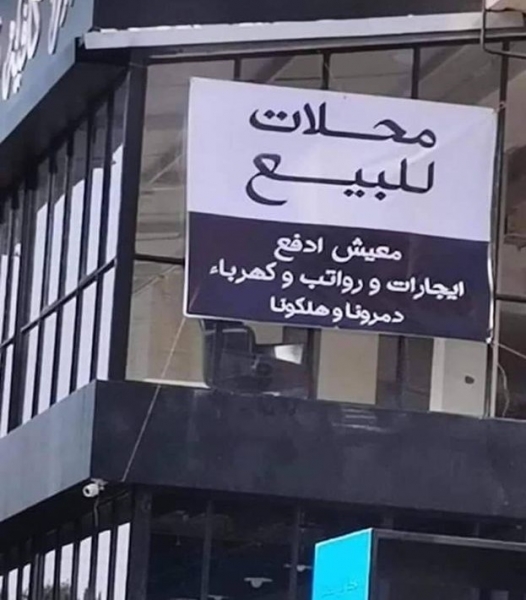 محلات
للبيع
معيش ادفع
ايجارات و رواتب و كهرباء
دمرونا وهلكونا